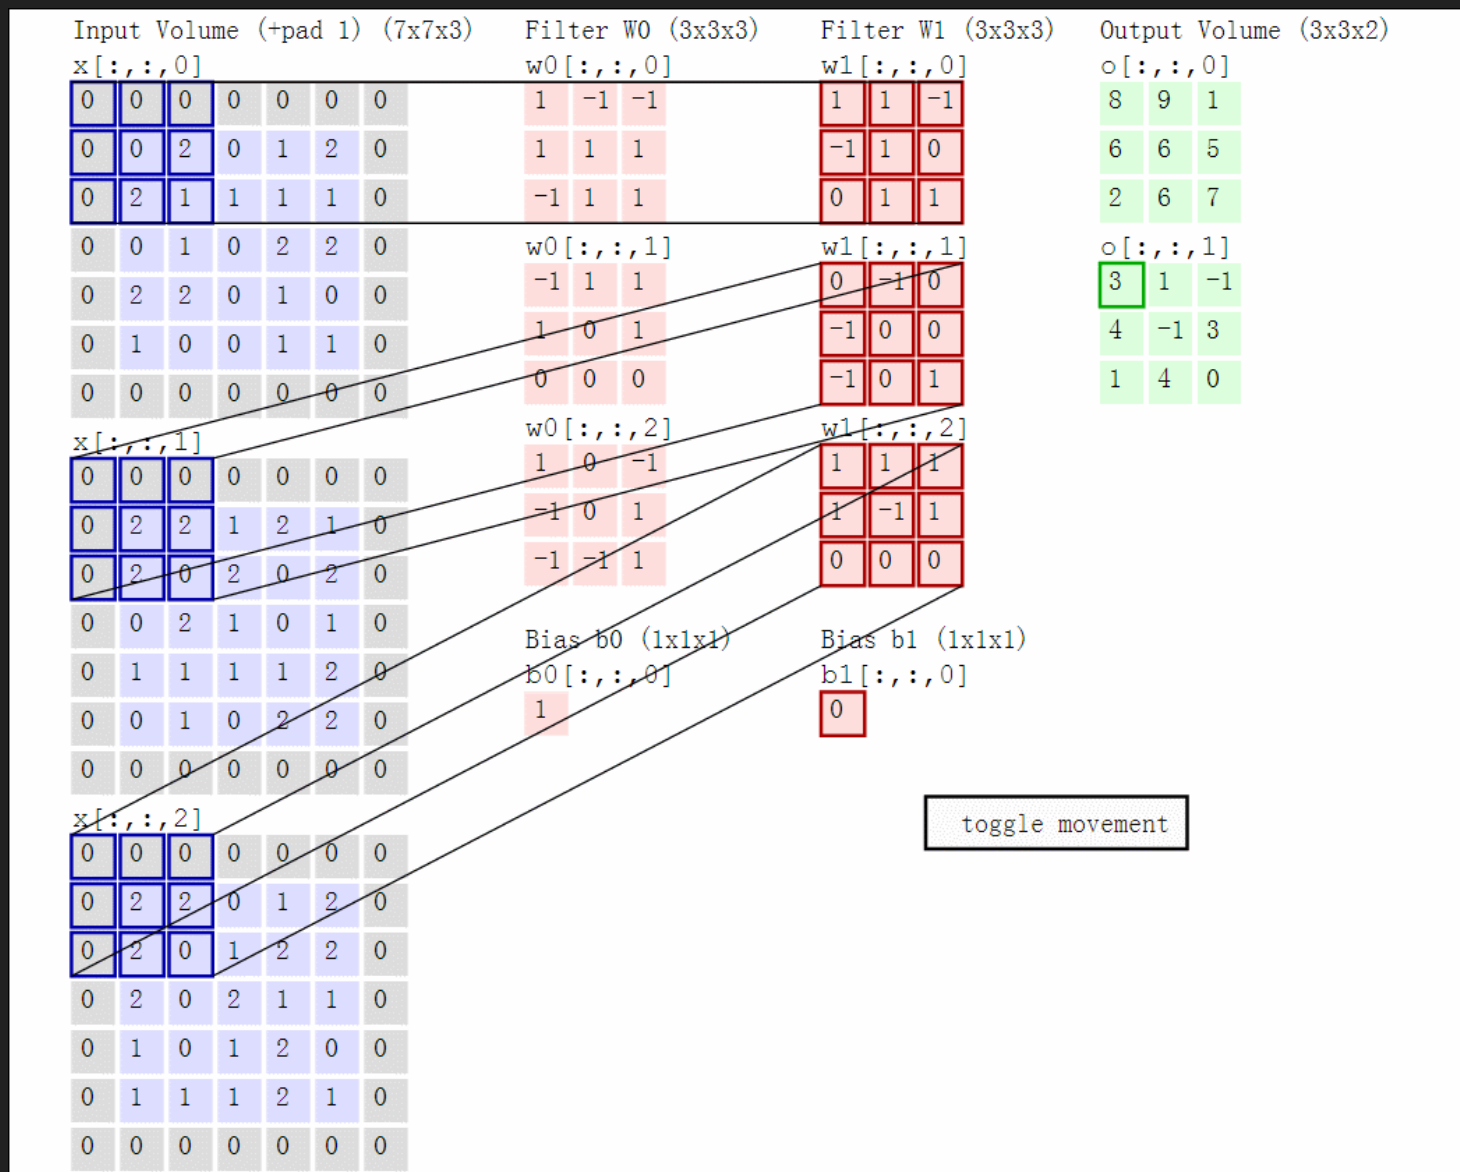 Input Volume (+pad 1) (7x7x3)
x[:,:,0]
0 0 0 0 0 0 0
0 0 2 0 1 2 0
0 2 1 1 1 1 0
0 0 1 0 2 2 0
0 2 2 0 1 0 0
0 1 0 0 1 1 0
0 0 0 0 0 0 0
x[:,:,1]
0 0 0 0 0 0 0
0 2 2 1 2 1 0
0 2 0 2 0 2 0
0 0 2 1 0 1 0
0 1 1 1 1 2 0
0 0 1 0 2 2 0
0 0 0 0 0 0 0
x[:,:,2]
0 0 0 0 0 0 0
0 2 2 0 1 2 0
0 2 0 1 2 2 0
0 2 0 2 1 1 0
0 1 0 1 2 0 0
0 1 1 1 2 1 0
0 0 0 0 0 0 0
Filter W0 (3x3x3)
w0[:,:,0]
1 -1 -1
1 1 1
-1 1 1
w0[:,:,1]
-1 1 1
1 0 1
0 0 0
w0[:,:,2]
1 0 -1
-1 0 1
-1 -1 1
Bias b0 (1x1x1)
b0[:,:,0]
1
Filter W1 (3x3x3)
w1[:,:,0]
1 1 -1
-1 1 0
0 1 1
w1[:,:,1]
0 -1 0
-1 0 0
-1 0 1
w1[:,:,2]
1 1 1
1 -1 1
0 0 0
Bias b1 (1x1x1)
b1[:,:,0]
0
Output Volume (3x3x2)
o[:,:,0]
8 9 1
6 6 5
2 6 7
o[:,:,1]
3 1 -1
4 -1 3
1 4 0
toggle movement